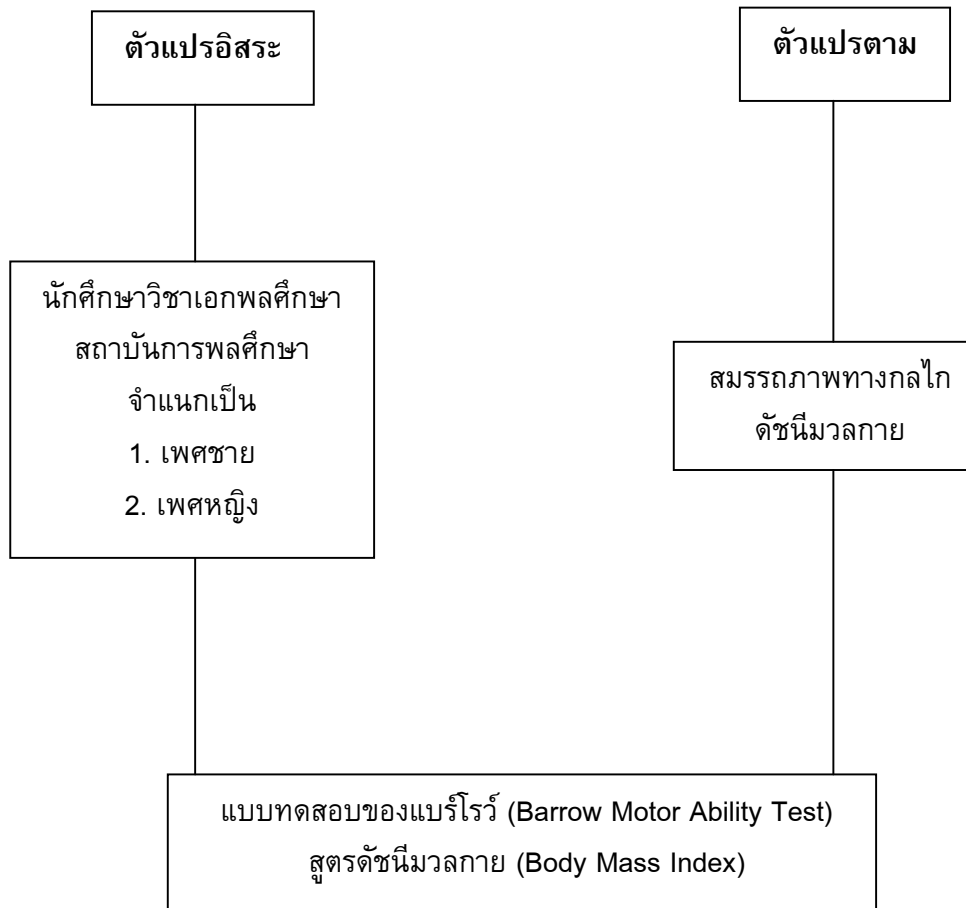 ตัวแปรอิสระ
ตัวแปรตาม
นักศึกษาวิชาเอกพลศึกษา
สถาบันการพลศึกษา
จำแนกเป็น
1. เพศชาย
2. เพศหญิง
สมรรถภาพทางกลไก
ดัชนีมวลกาย
แบบทดสอบของแบร์โรว์ (Barrow Motor Ability Test)
สูตรดัชนีมวลกาย (Body Mass Index)